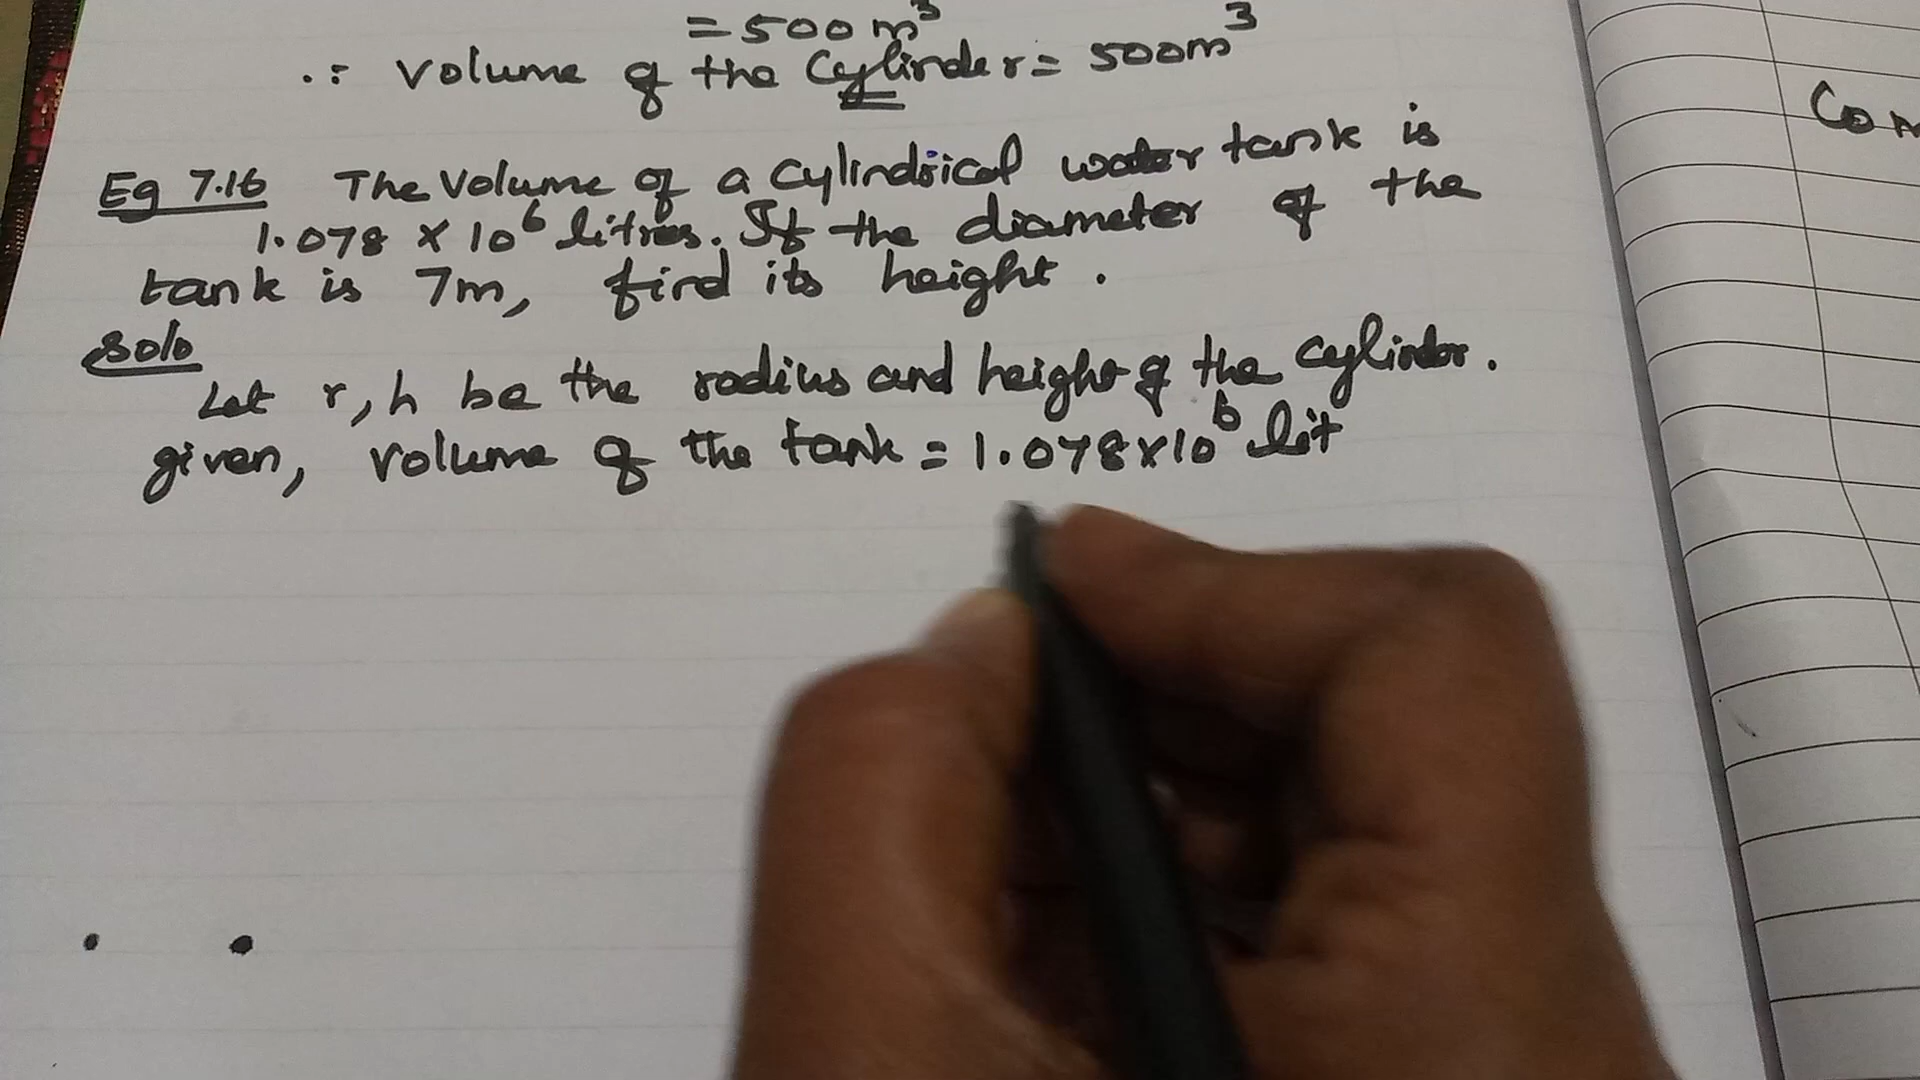 = 500 m³
∴ Volume of the Cylinder = 500m³
Eg 7.16 The Volume of a Cylindrical water tank is
1.078 × 10⁶ litres. If the diameter of the
tank is 7m, find its height.
Soln
Let r, h be the radius and height of the cylinder.
given, volume of the tank = 1.078×10⁶ lit
Com